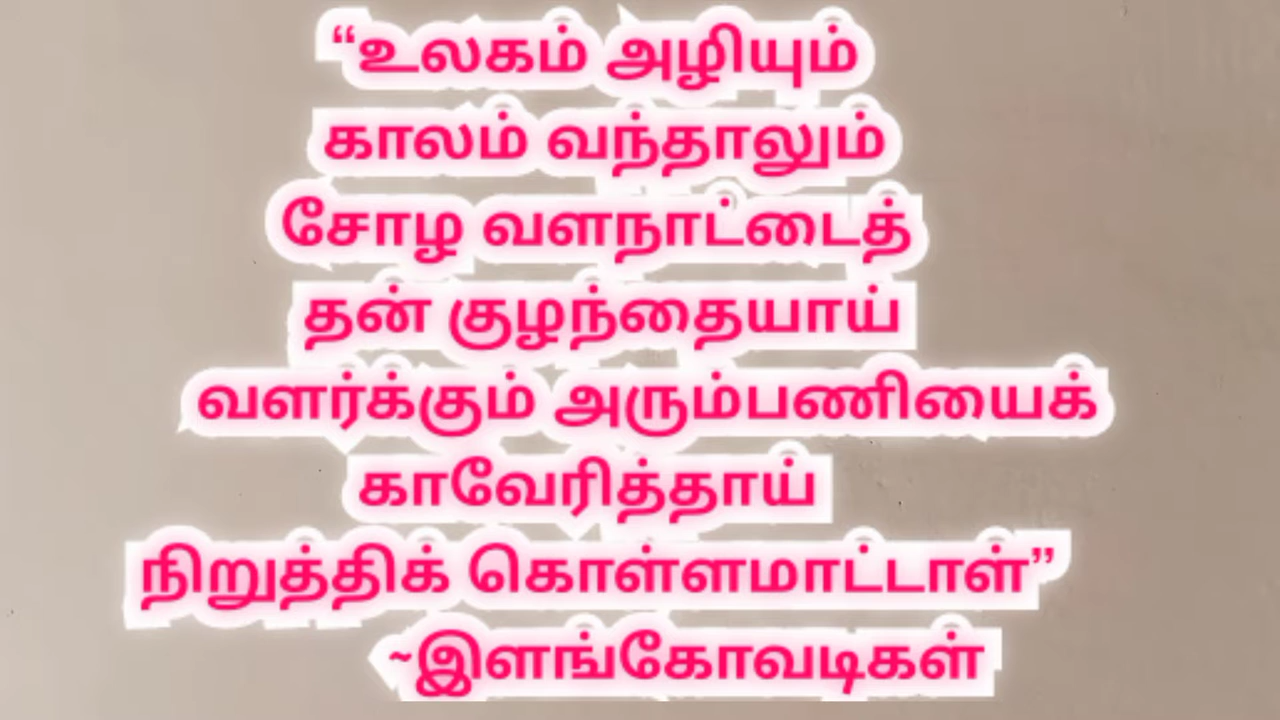 “உலகம் அழியும்
காலம் வந்தாலும்
சோழ வளநாட்டைத்
தன் குழந்தையாய்
வளர்க்கும் அரும்பணியைக்
காவேரித்தாய்
நிறுத்திக் கொள்ளமாட்டாள்”
~இளங்கோவடிகள்